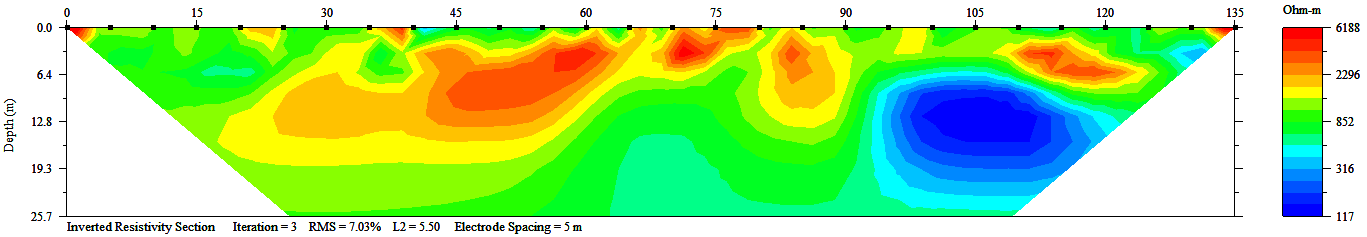 0 15 30 45 60 75 90 105 120 135
Ohm-m
0.0
6.4
12.8
19.3
25.7
Depth (m)
6188
2296
852
316
117
Inverted Resistivity Section Iteration = 3 RMS = 7.03% L2 = 5.50 Electrode Spacing = 5 m